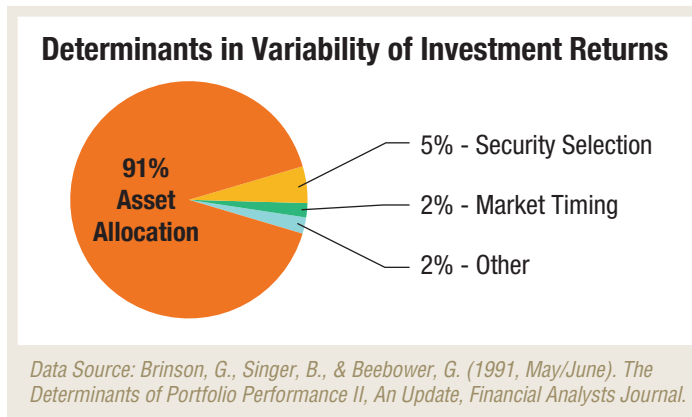 Determinants in Variability of Investment Returns
91%
Asset
Allocation
5% - Security Selection
2% - Market Timing
2% - Other
Data Source: Brinson, G., Singer, B., & Beebower, G. (1991, May/June). The
Determinants of Portfolio Performance II, An Update, Financial Analysts Journal.